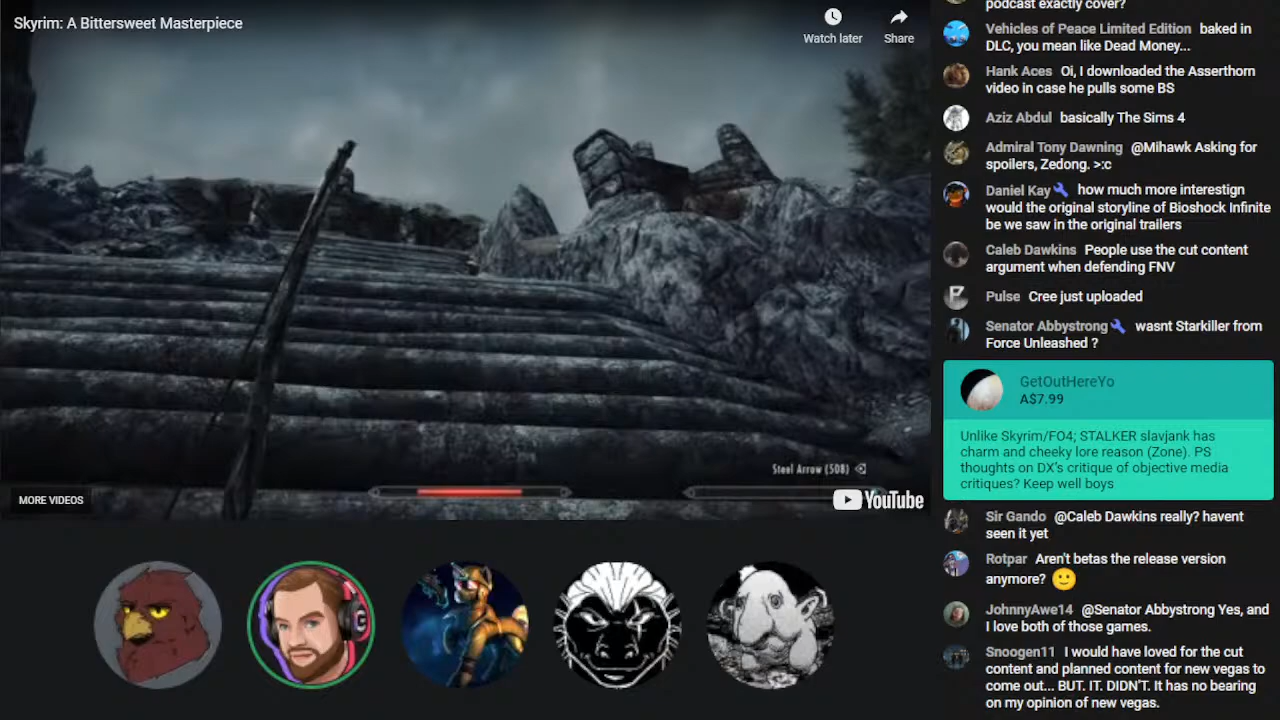 Skyrim: A Bittersweet Masterpiece
Watch later
Share
Steel Arrow (508)
MORE VIDEOS
YouTube
podcast exactly cover?
Vehicles of Peace Limited Edition baked in
DLC, you mean like Dead Money...
Hank Aces Oi, I downloaded the Asserthorn
video in case he pulls some BS
Aziz Abdul basically The Sims 4
Admiral Tony Dawning @Mihawk Asking for
spoilers, Zedong. >:c
Daniel Kay how much more interestign
would the original storyline of Bioshock Infinite
be we saw in the original trailers
Caleb Dawkins People use the cut content
argument when defending FNV
Pulse Cree just uploaded
Senator Abbystrong wasnt Starkiller from
Force Unleashed ?
GetOutHereYo
A$7.99
Unlike Skyrim/FO4; STALKER slavjank has
charm and cheeky lore reason (Zone). PS
thoughts on DX's critique of objective media
critiques? Keep well boys
Sir Gando @Caleb Dawkins really? havent
seen it yet
Rotpar Aren't betas the release version
anymore? 🙂
JohnnyAwe14 @Senator Abbystrong Yes, and
I love both of those games.
Snoogen11 I would have loved for the cut
content and planned content for new vegas to
come out... BUT. IT. DIDN'T. It has no bearing
on my opinion of new vegas.